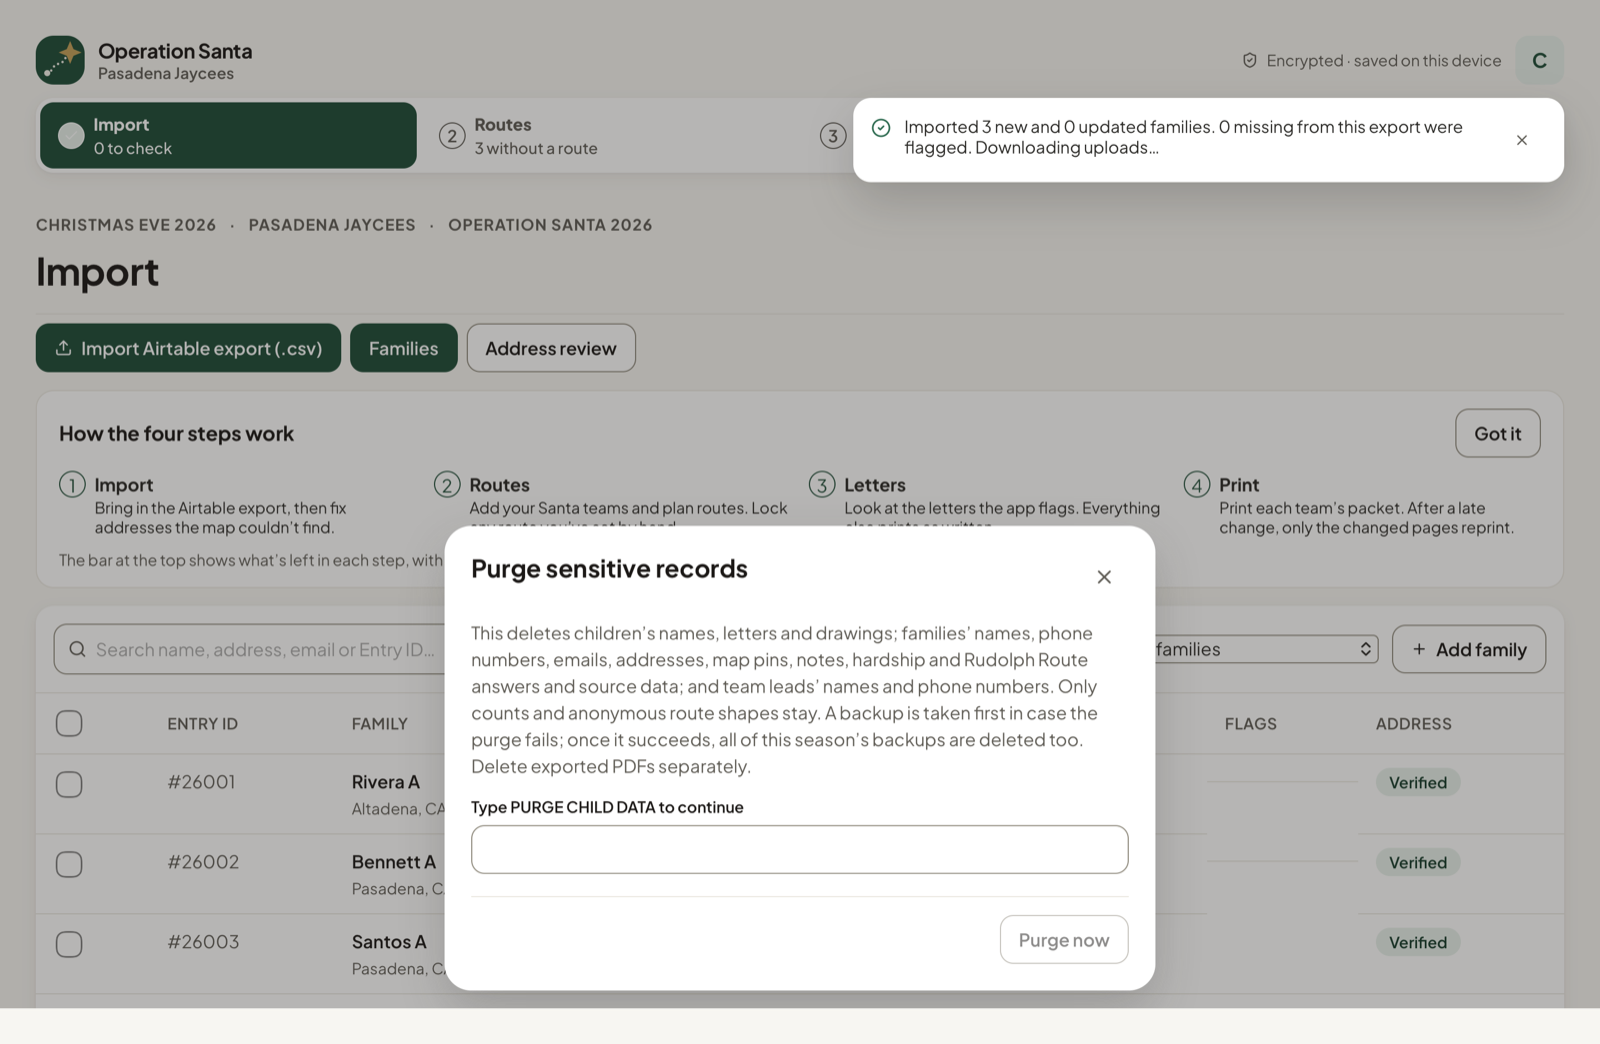 Operation Santa
Pasadena Jaycees
Encrypted · saved on this device
C
Import
0 to check
2
Routes
3 without a route
3
Imported 3 new and 0 updated families. 0 missing from this export were
flagged. Downloading uploads…
CHRISTMAS EVE 2026 · PASADENA JAYCEES · OPERATION SANTA 2026
Import
Import Airtable export (.csv)
Families
Address review
How the four steps work
Got it
1
Import
Bring in the Airtable export, then fix
addresses the map couldn't find.
2
Routes
Add your Santa teams and plan routes. Lock
3
Letters
Look at the letters the app flags. Everything
4
Print
Print each team's packet. After a late
change, only the changed pages reprint.
The bar at the top shows what's left in each step, with
Purge sensitive records
This deletes children's names, letters and drawings; families' names, phone
numbers, emails, addresses, map pins, notes, hardship and Rudolph Route
answers and source data; and team leads' names and phone numbers. Only
counts and anonymous route shapes stay. A backup is taken first in case the
purge fails; once it succeeds, all of this season's backups are deleted too.
Delete exported PDFs separately.
Type PURGE CHILD DATA to continue
Purge now
Search name, address, email or Entry ID…
families
+ Add family
ENTRY ID
FAMILY
FLAGS
ADDRESS
#26001
Rivera A
Altadena, CA
Verified
#26002
Bennett A
Pasadena, C
Verified
#26003
Santos A
Pasadena, C
Verified